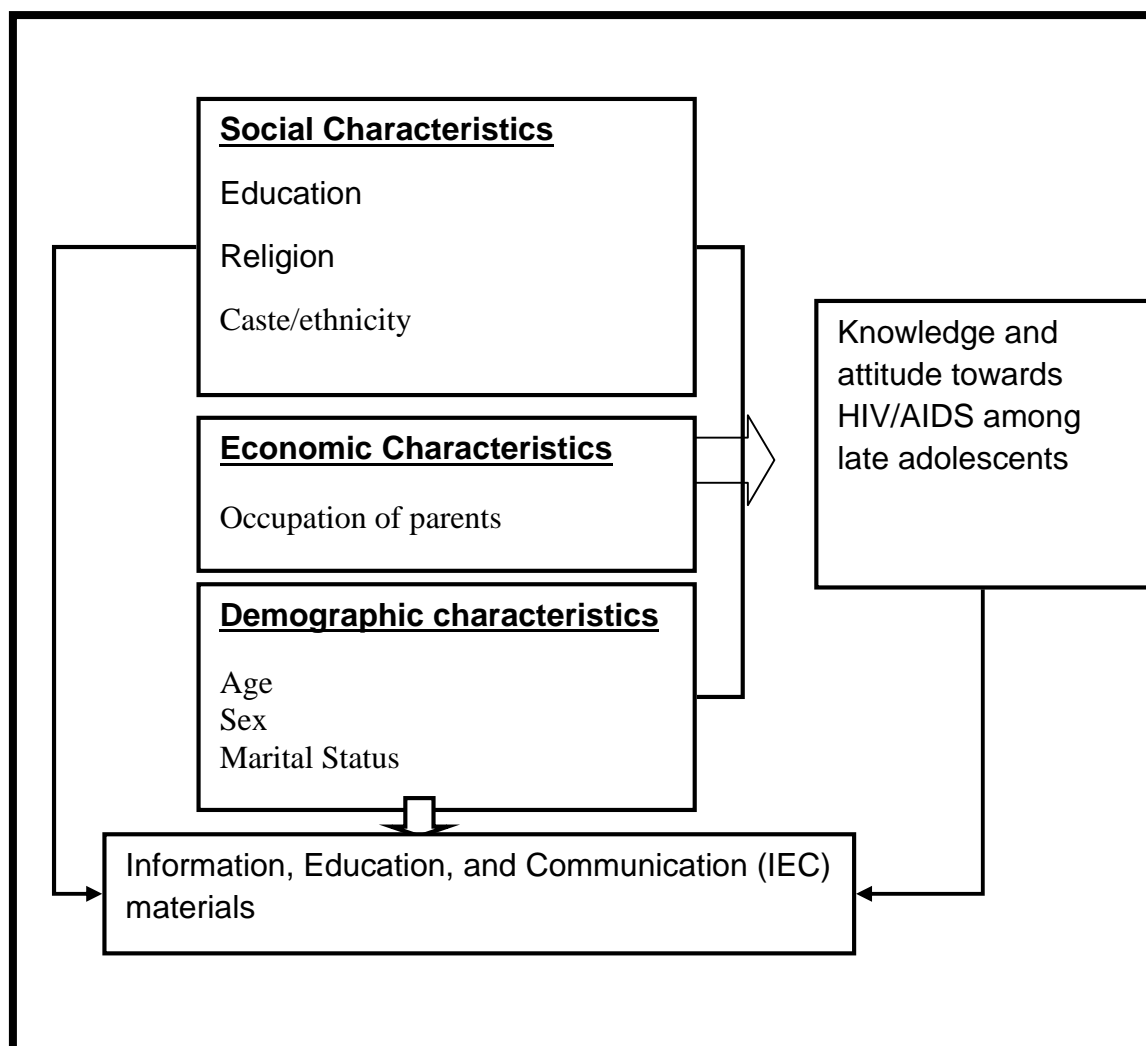 Social Characteristics
Education
Religion
Caste/ethnicity
Economic Characteristics
Occupation of parents
Demographic characteristics
Age
Sex
Marital Status
Knowledge and
attitude towards
HIV/AIDS among
late adolescents
Information, Education, and Communication (IEC)
materials